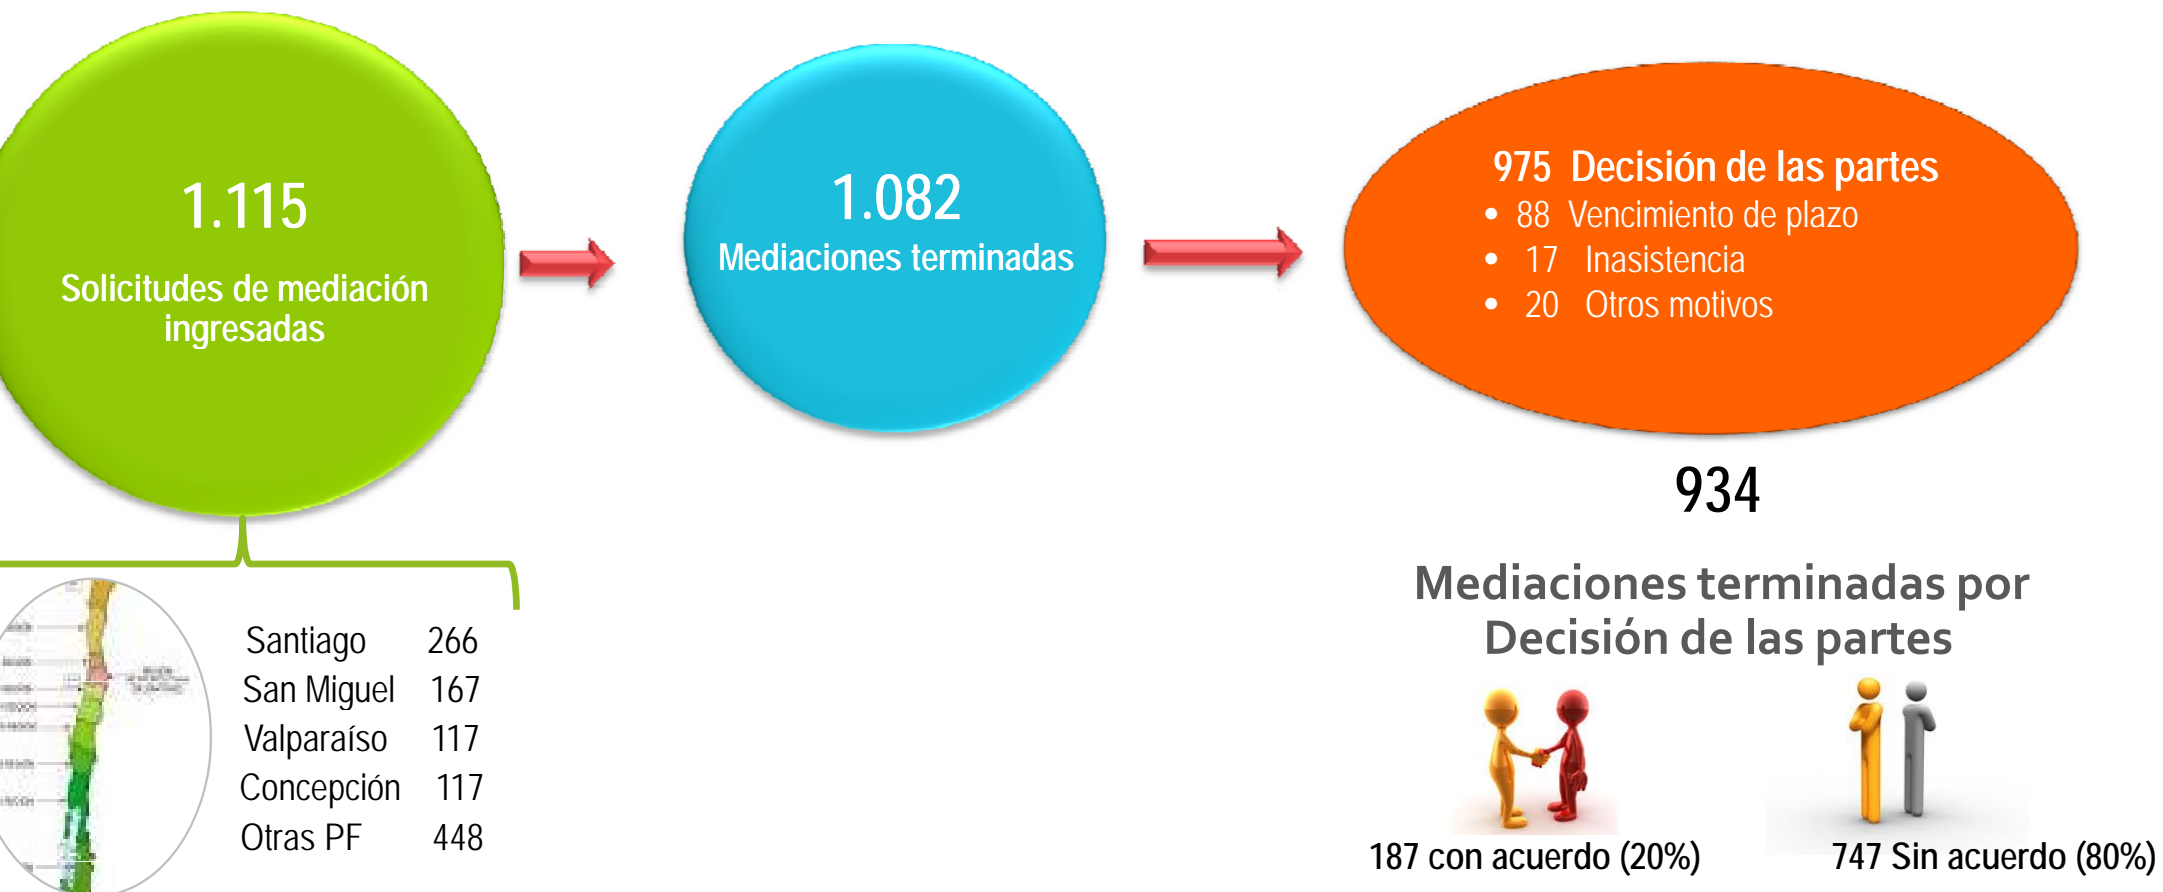 1.115
Solicitudes de mediación
ingresadas
1.082
Mediaciones terminadas
975 Decisión de las partes
• 88 Vencimiento de plazo
• 17 Inasistencia
• 20 Otros motivos
934
Mediaciones terminadas por
Decisión de las partes
187 con acuerdo (20%)
747 Sin acuerdo (80%)
Santiago 266
San Miguel 167
Valparaíso 117
Concepción 117
Otras PF 448